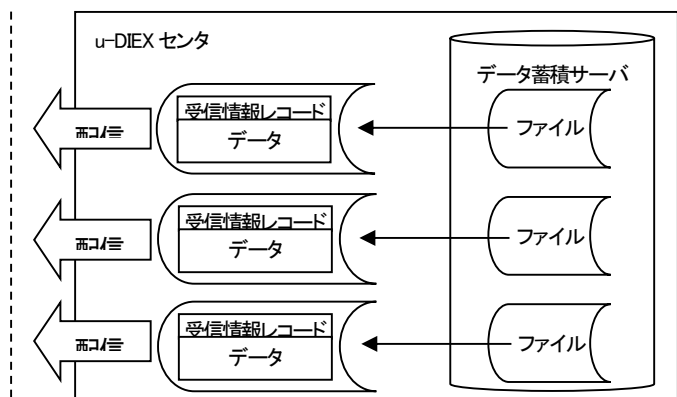 u-DIEX センタ
データ蓄積サーバ
受信情報レコード
データ
ファイル
受信情報レコード
データ
ファイル
受信情報レコード
データ
ファイル